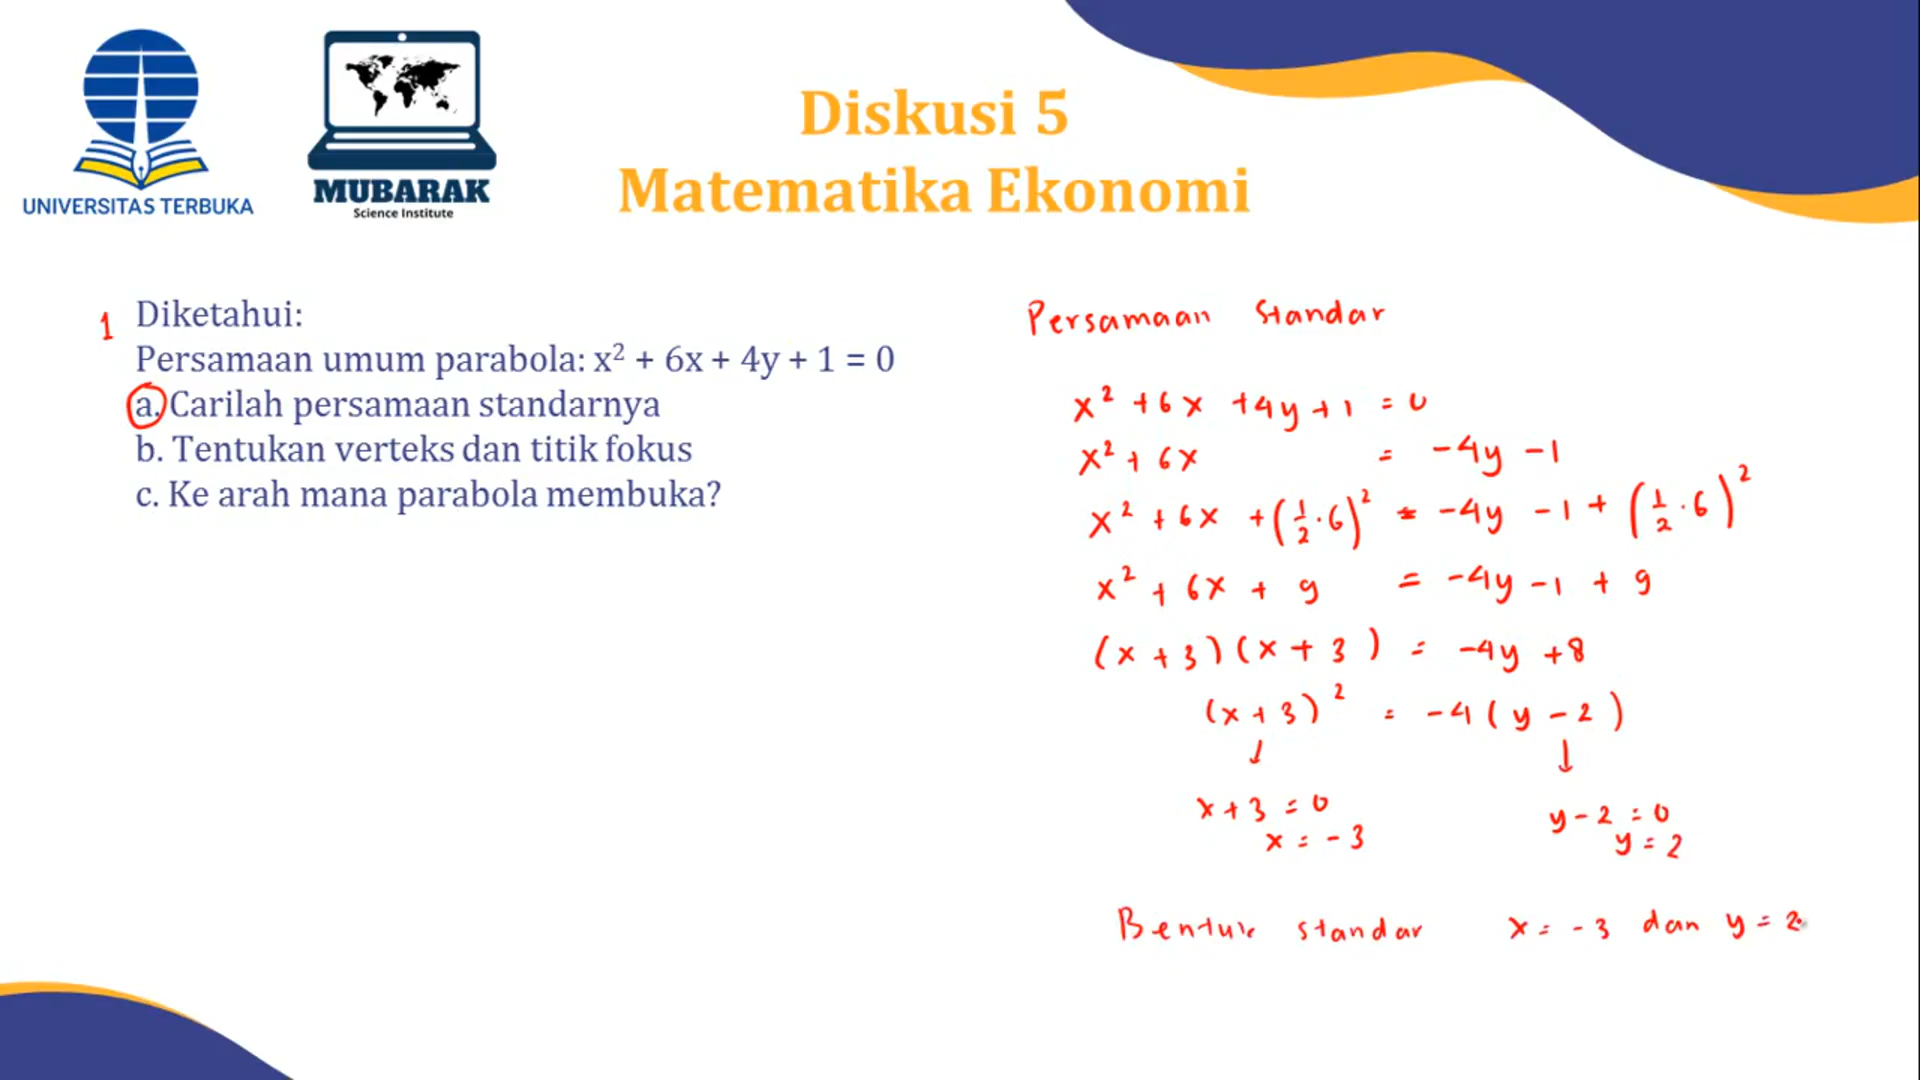 UNIVERSITAS TERBUKA
MUBARAK
Science Institute
Diskusi 5
Matematika Ekonomi
1
Diketahui:
Persamaan umum parabola: x² + 6x + 4y + 1 = 0
a. Carilah persamaan standarnya
b. Tentukan verteks dan titik fokus
c. Ke arah mana parabola membuka?
Persamaan Standar
x² + 6x + 4y + 1 = 0
x² + 6x = -4y - 1
x² + 6x + (1/2 · 6)² = -4y - 1 + (1/2 · 6)²
x² + 6x + 9 = -4y - 1 + 9
(x + 3)(x + 3) = -4y + 8
(x + 3)² = -4(y - 2)
↓ ↓
x + 3 = 0 y - 2 = 0
x = -3 y = 2
Bentuk standar x = -3 dan y = 2